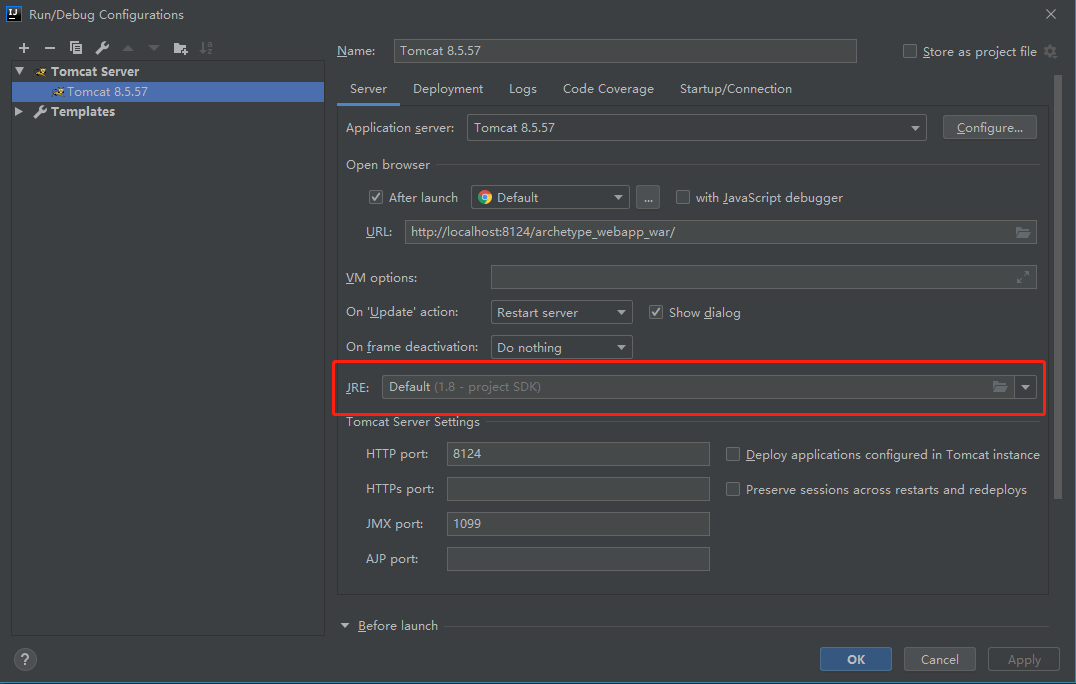 IJ Run/Debug Configurations
Name: Tomcat 8.5.57 Store as project file
Tomcat Server
Tomcat 8.5.57
Templates
Server Deployment Logs Code Coverage Startup/Connection
Application server: Tomcat 8.5.57 Configure...
Open browser
After launch Default ... with JavaScript debugger
URL: http://localhost:8124/archetype_webapp_war/
VM options:
On 'Update' action: Restart server Show dialog
On frame deactivation: Do nothing
JRE: Default (1.8 - project SDK)
Tomcat Server Settings
HTTP port: 8124 Deploy applications configured in Tomcat instance
HTTPs port: Preserve sessions across restarts and redeploys
JMX port: 1099
AJP port:
Before launch
? OK Cancel Apply